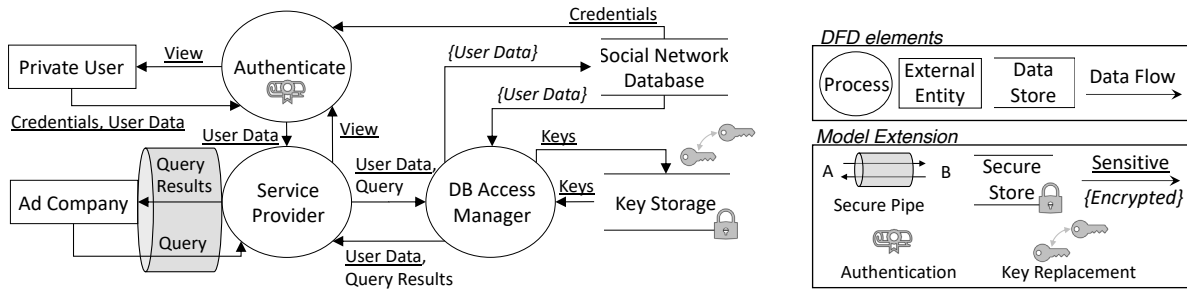 Credentials
View
Private User
Authenticate
{User Data}
Social Network
Database
{User Data}
Credentials, User Data
User Data
View
Keys
Query
Results
User Data,
Query
Ad Company
Service
Provider
DB Access
Manager
Keys
Key Storage
Query
User Data,
Query Results
DFD elements
Process
External
Entity
Data
Store
Data Flow
Model Extension
A
B
Secure Pipe
Secure
Store
Sensitive
{Encrypted}
Authentication
Key Replacement